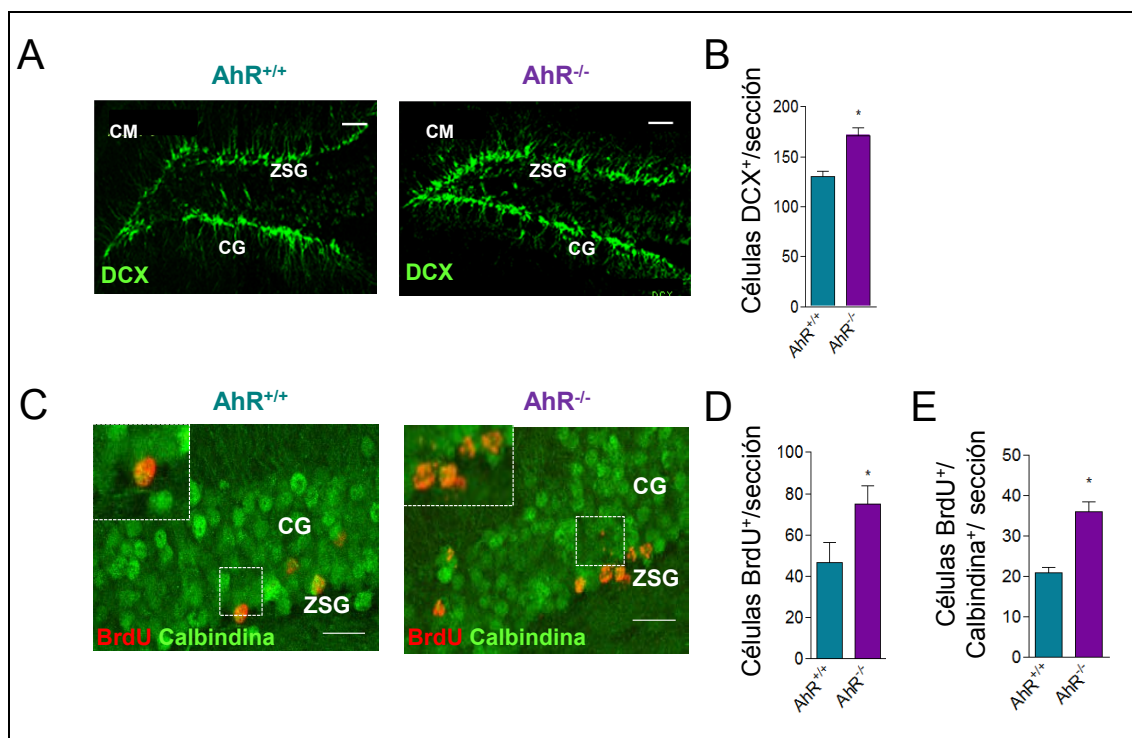 A
AhR+/+
AhR-/-
CM
ZSG
CG
DCX
CM
ZSG
CG
DCX
DCX
B
Células DCX+/sección
200
150
100
50
0
AhR+/+
AhR-/-
*
C
AhR+/+
AhR-/-
CG
ZSG
BrdU Calbindina
CG
ZSG
BrdU Calbindina
D
Células BrdU+/sección
100
80
60
40
20
0
AhR+/+
AhR-/-
*
E
Células BrdU+/
Calbindina+/ sección
50
40
30
20
10
0
AhR+/+
AhR-/-
*